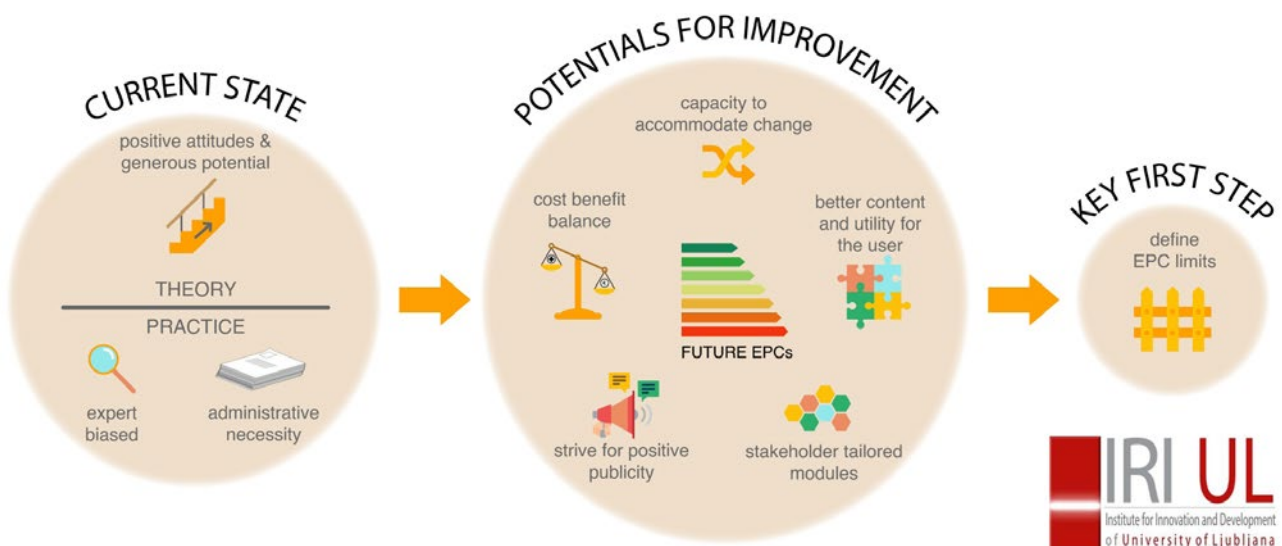 CURRENT STATE
positive attitudes &
generous potential
THEORY
PRACTICE
expert
biased
administrative
necessity
POTENTIALS FOR IMPROVEMENT
capacity to
accommodate change
cost benefit
balance
better content
and utility for
the user
FUTURE EPCs
strive for positive
publicity
stakeholder tailored
modules
KEY FIRST STEP
define
EPC limits
IRI UL
Institute for Innovation and Development
of University of Ljubljana